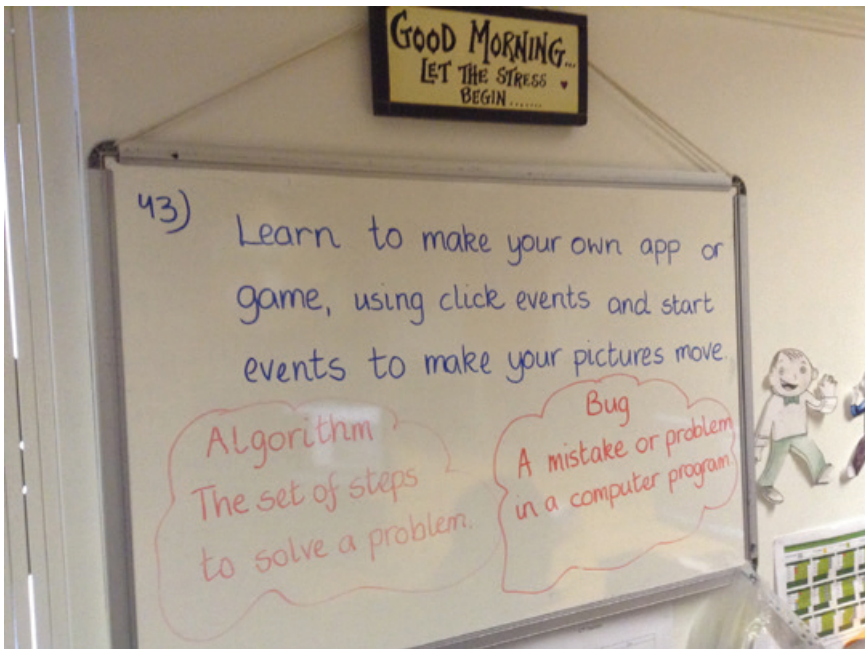 GOOD MORNING...
LET THE STRESS
BEGIN.......
43)
Learn to make your own app or
game, using click events and start
events to make your pictures move.
Algorithm
The set of steps
to solve a problem.
Bug
A mistake or problem
in a computer program.